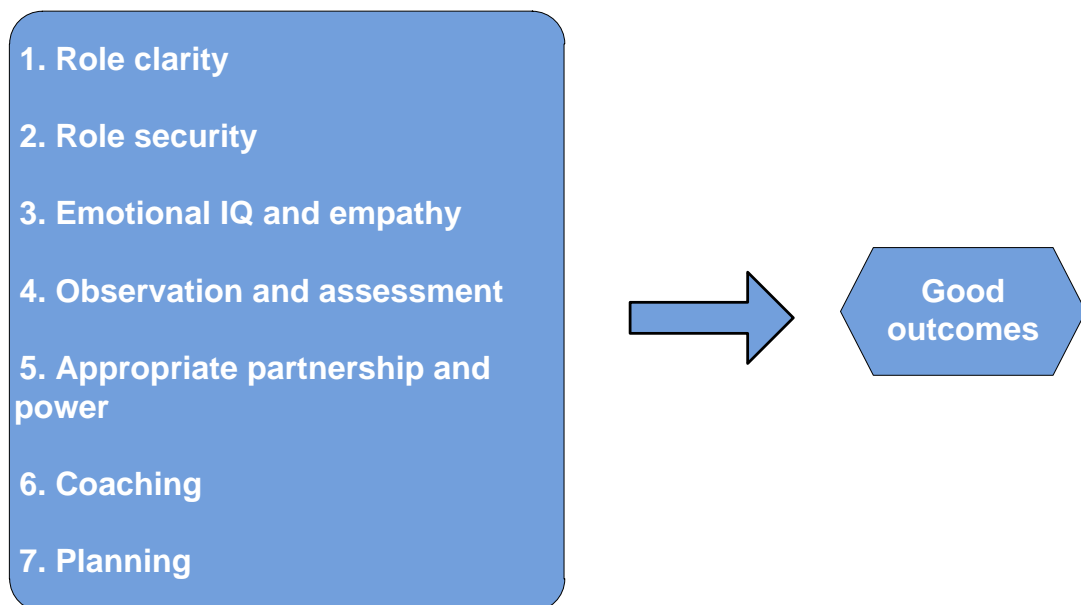 1. Role clarity
2. Role security
3. Emotional IQ and empathy
4. Observation and assessment
5. Appropriate partnership and
power
6. Coaching
7. Planning
Good
outcomes